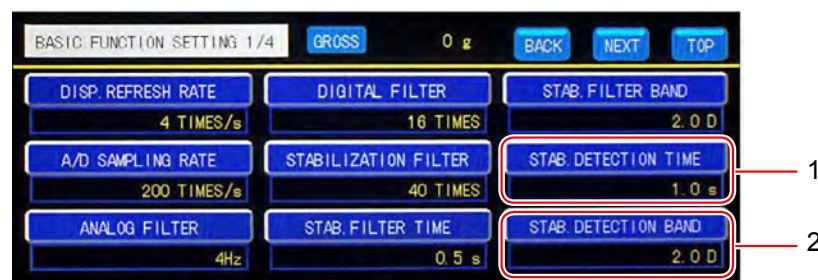 BASIC FUNCTION SETTING 1/4 GROSS 0 g BACK NEXT TOP
DISP. REFRESH RATE DIGITAL FILTER STAB. FILTER BAND
4 TIMES/s 16 TIMES 2.0 D
A/D SAMPLING RATE STABILIZATION FILTER STAB. DETECTION TIME 1
200 TIMES/s 40 TIMES 1.0 s
ANALOG FILTER STAB. FILTER TIME STAB. DETECTION BAND 2
4Hz 0.5 s 2.0 D